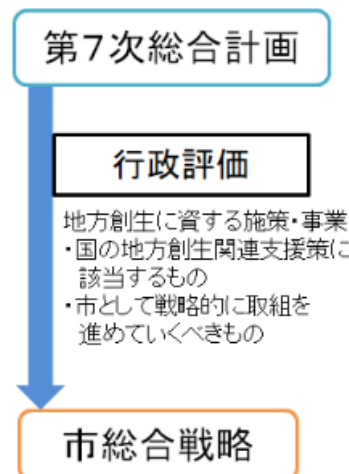 第7次総合計画
行政評価
地方創生に資する施策・事業
・国の地方創生関連支援策に
該当するもの
・市として戦略的に取組を
進めていくべきもの
市総合戦略